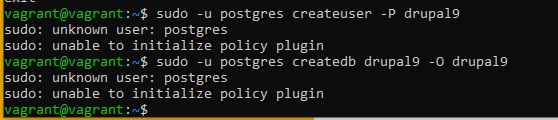 exit
vagrant@vagrant:~$ sudo -u postgres createuser -P drupal9
sudo: unknown user: postgres
sudo: unable to initialize policy plugin
vagrant@vagrant:~$ sudo -u postgres createdb drupal9 -O drupal9
sudo: unknown user: postgres
sudo: unable to initialize policy plugin
vagrant@vagrant:~$